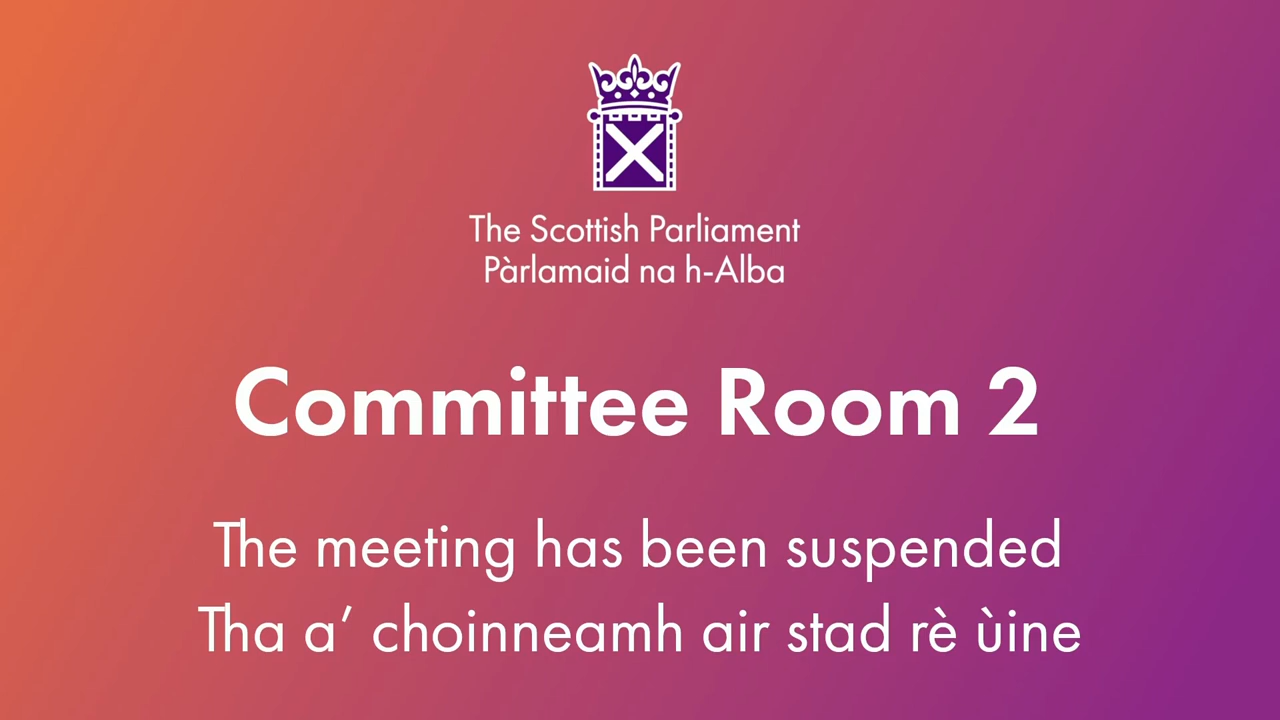 The Scottish Parliament
Pàrlamaid na h-Alba
Committee Room 2
The meeting has been suspended
Tha a’ choinneamh air stad rè ùine